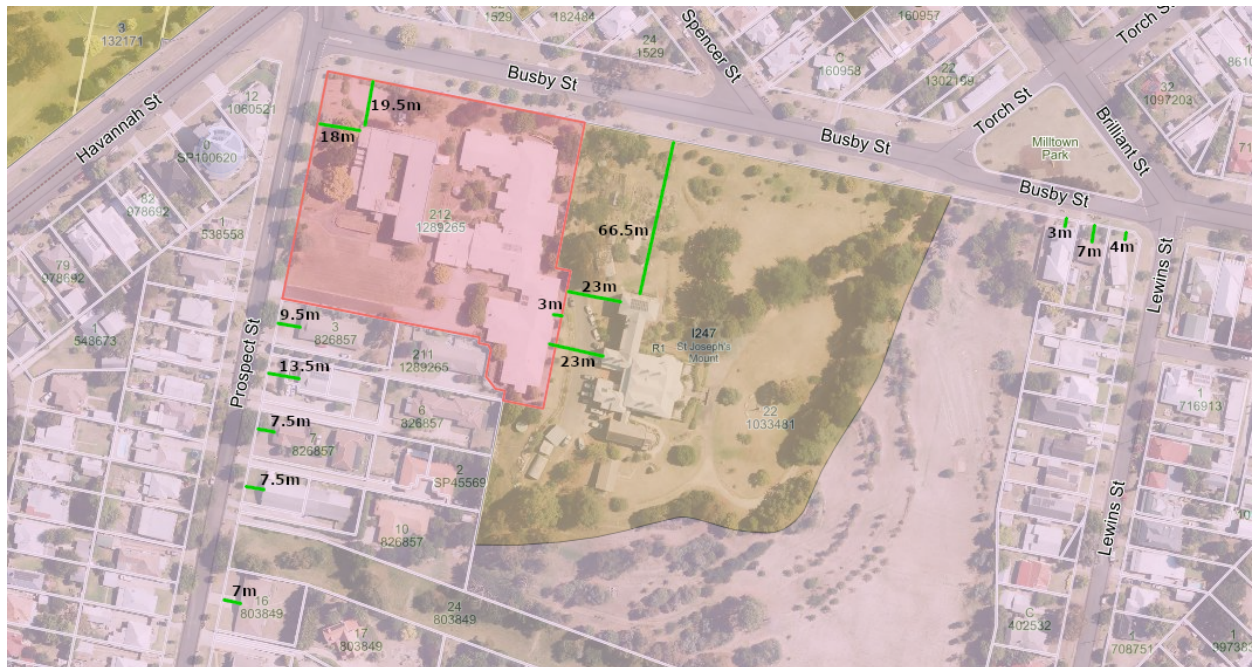 3
132171
1529
182484
24
1529
Spencer St
160957
C
160958
22
1302199
Torch St
32
1097203
8610
Havannah St
12
1060521
0
SP100620
Busby St
19.5m
18m
Busby St
Torch St
Brilliant St
Milltown
Park
Busby St
82
978692
1
538558
212
1289265
66.5m
3m
7m
4m
Lewins St
79
978692
1
548673
9.5m
3
826857
211
1289265
23m
3m
23m
I247
St Joseph's
Mount
R1
Prospect St
13.5m
6
826857
22
1033481
1
716913
7.5m
7
826857
2
SP45569
7.5m
10
826857
Lewins St
7m
16
803849
24
803849
17
803849
C
402532
708751
1